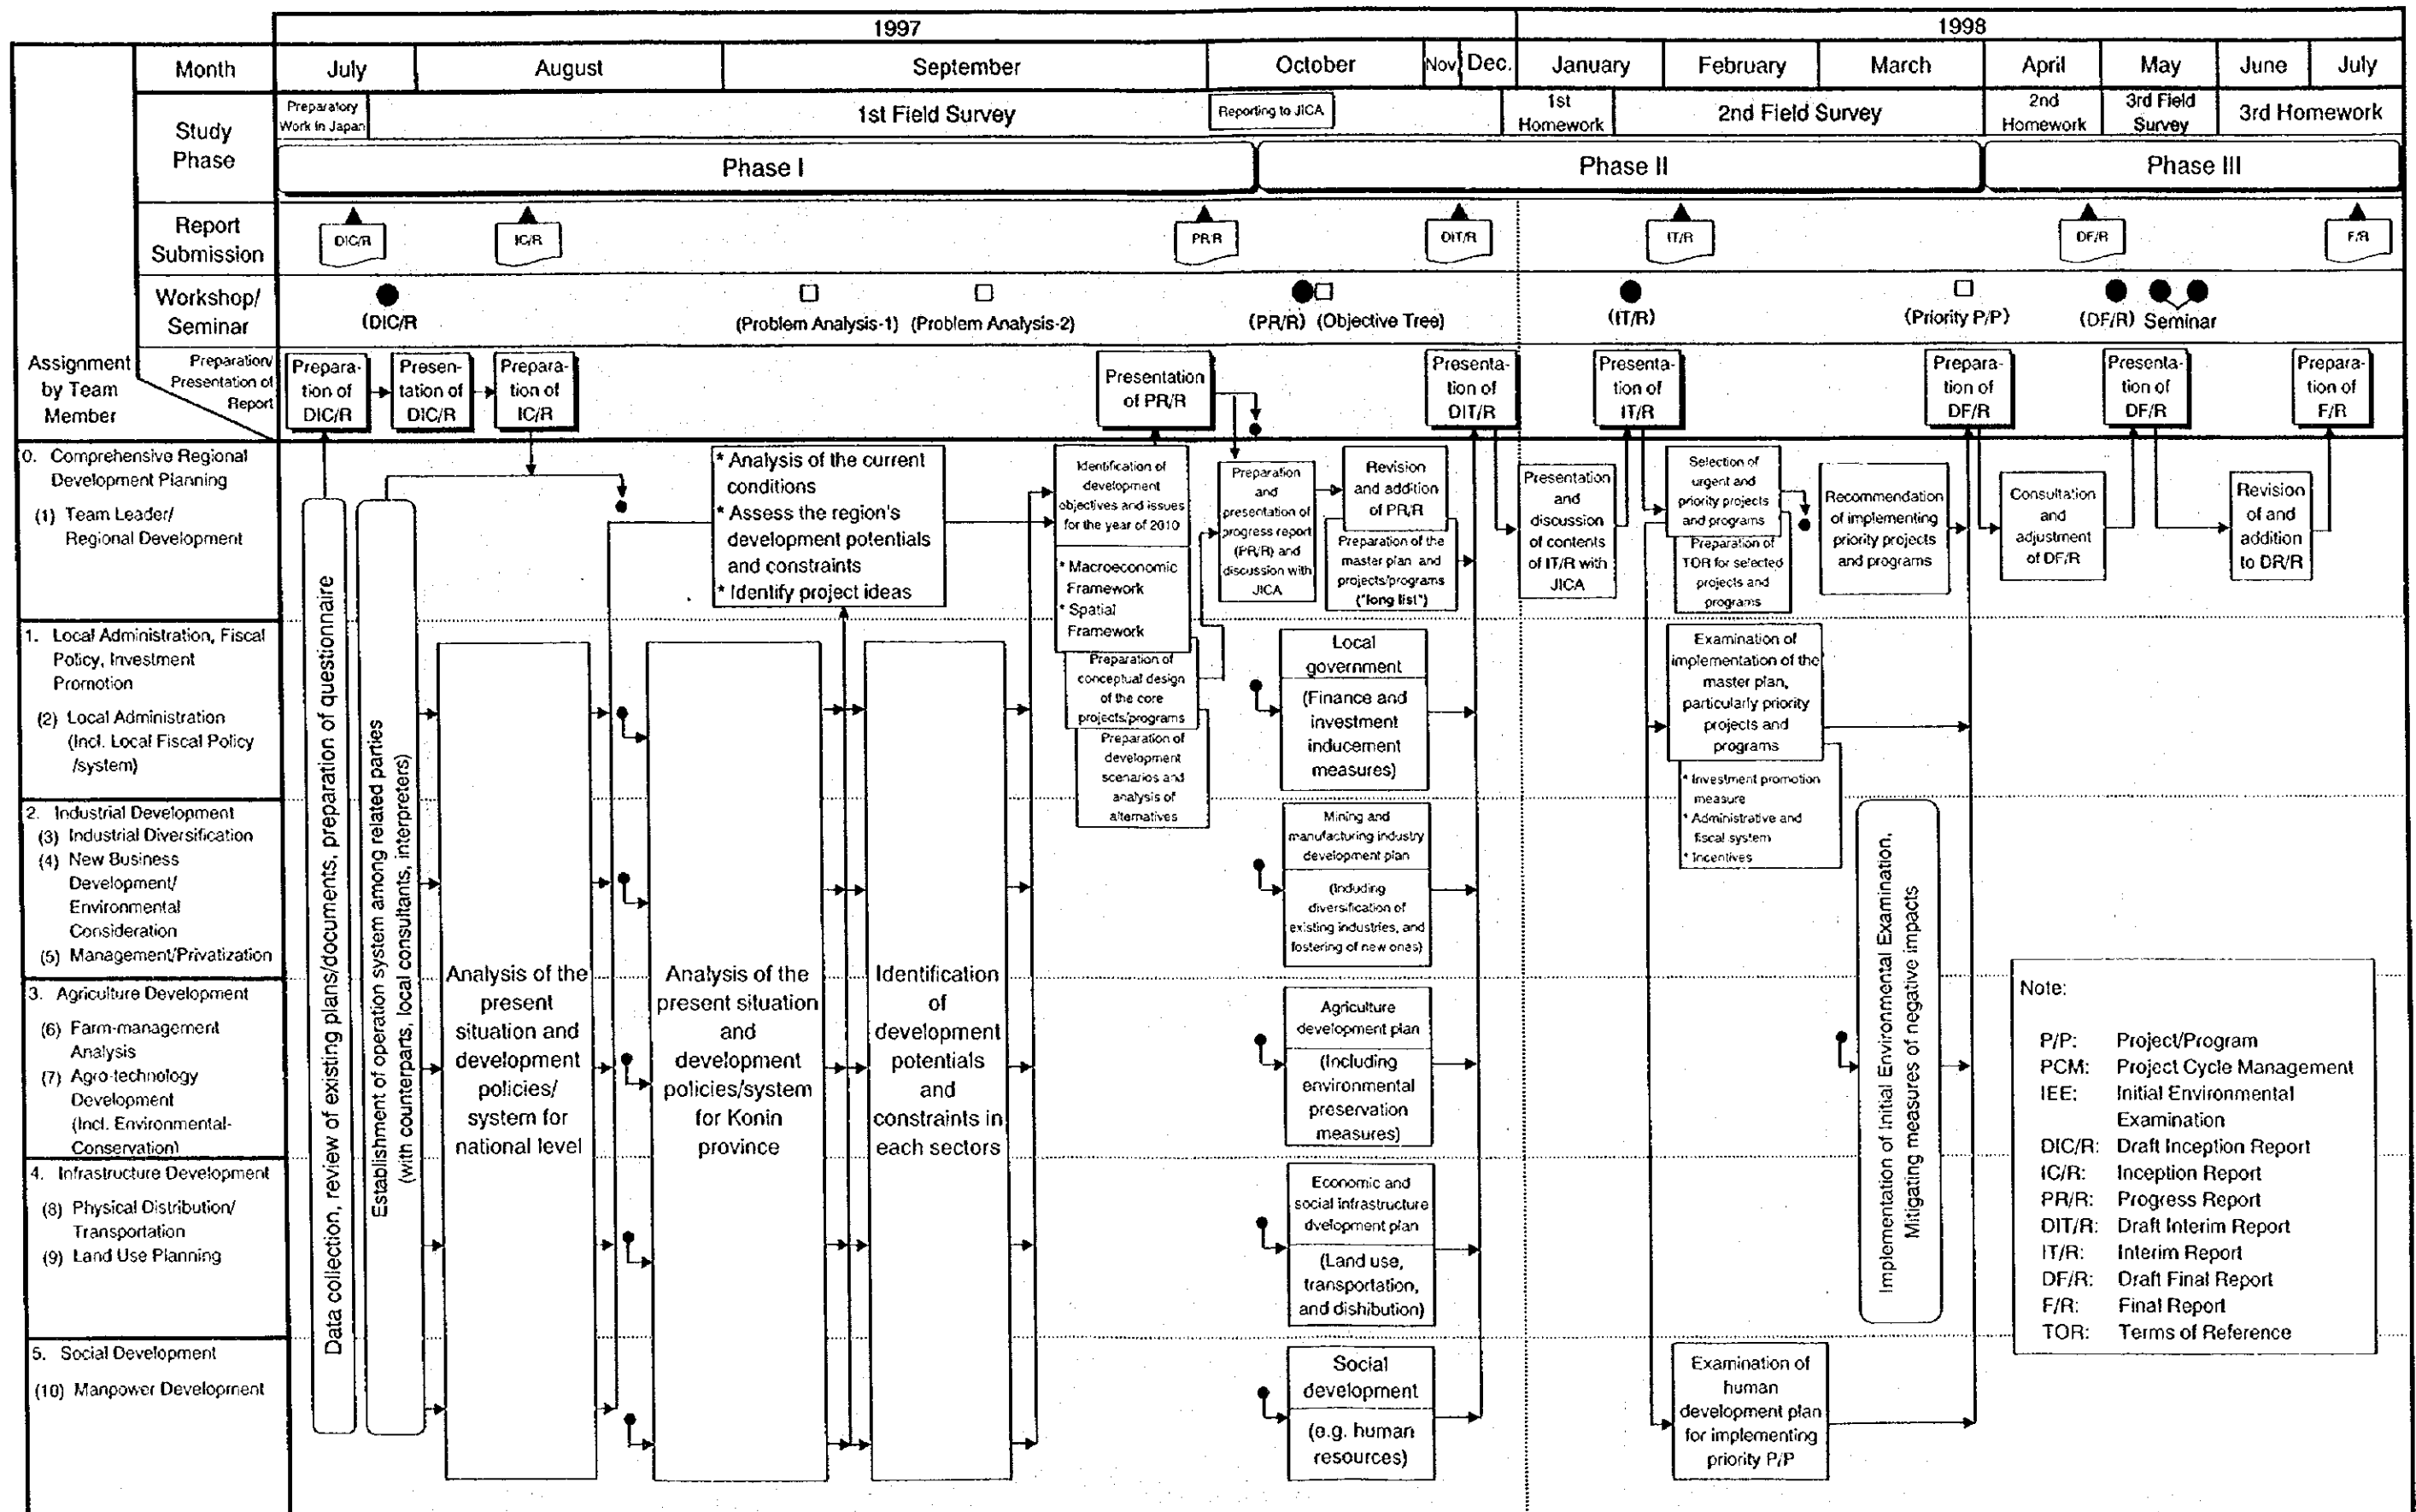 1997
1998
Month
July
August
September
October
Nov
Dec.
January
February
March
April
May
June
July
Study
Phase
Preparatory
Work in Japan
1st Field Survey
Reporting to JICA
1st
Homework
2nd Field Survey
2nd
Homework
3rd Field
Survey
3rd Homework
Phase I
Phase II
Phase III
Report
Submission
DIC/R
IC/R
PR/R
DIT/R
IT/R
DF/R
F/R
Workshop/
Seminar
(DIC/R
(Problem Analysis-1)
(Problem Analysis-2)
(PR/R)
(Objective Tree)
(IT/R)
(Priority P/P)
(DF/R)
Seminar
Assignment
by Team
Member
Preparation/
Presentation of
Report
Prepara-
tion of
DIC/R
Presen-
tation of
DIC/R
Prepara-
tion of
IC/R
Presentation
of PR/R
Presenta-
tion of
DIT/R
Presenta-
tion of
IT/R
Prepara-
tion of
DF/R
Presenta-
tion of
DF/R
Prepara-
tion of
F/R
0. Comprehensive Regional
Development Planning
(1) Team Leader/
Regional Development
1. Local Administration, Fiscal
Policy, Investment
Promotion
(2) Local Administration
(Incl. Local Fiscal Policy
/system)
2. Industrial Development
(3) Industrial Diversification
(4) New Business
Development/
Environmental
Consideration
(5) Management/Privatization
3. Agriculture Development
(6) Farm-management
Analysis
(7) Agro-technology
Development
(Incl. Environmental-
Conservation)
4. Infrastructure Development
(8) Physical Distribution/
Transportation
(9) Land Use Planning
5. Social Development
(10) Manpower Development
Data collection, review of existing plans/documents, preparation of questionnaire
Establishment of operation system among related parties
(with counterparts, local consultants, interpreters)
Analysis of the
present
situation and
development
policies/
system for
national level
* Analysis of the current
conditions
* Assess the region's
development potentials
and constraints
* Identify project ideas
Analysis of the
present situation
and
development
policies/system
for Konin
province
Identification
of
development
potentials
and
constraints in
each sectors
Identification of
development
objectives and issues
for the year of 2010
* Macroeconomic
Framework
* Spatial
Framework
Preparation of
conceptual design
of the core
projects/programs
Preparation of
development
scenarios and
analysis of
alternatives
Preparation
and
presentation of
progress report
(PR/R) and
discussion with
JICA
Revision
and addition
of PR/R
Preparation of the
master plan and
projects/programs
("long list")
Local
government
(Finance and
investment
inducement
measures)
Mining and
manufacturing industry
development plan
(Including
diversification of
existing industries, and
fostering of new ones)
Agriculture
development plan
(Including
environmental
preservation
measures)
Economic and
social infrastructure
dvelopment plan
(Land use,
transportation,
and dishibution)
Social
development
(e.g. human
resources)
Presentation
and
discussion
of contents
of IT/R with
JICA
Selection of
urgent and
priority projects
and programs
Preparation of
TOR for selected
projects and
programs
Examination of
implementation of the
master plan,
particularly priority
projects and
programs
* Investment promotion
measure
* Administrative and
fiscal system
* Incentives
Examination of
human
development plan
for implementing
priority P/P
Recommendation
of implementing
priority projects
and programs
Implementation of Initial Environmental Examination,
Mitigating measures of negative impacts
Consultation
and
adjustment
of DF/R
Revision
of and
addition
to DR/R
Note:
P/P: Project/Program
PCM: Project Cycle Management
IEE: Initial Environmental
Examination
DIC/R: Draft Inception Report
IC/R: Inception Report
PR/R: Progress Report
DIT/R: Draft Interim Report
IT/R: Interim Report
DF/R: Draft Final Report
F/R: Final Report
TOR: Terms of Reference